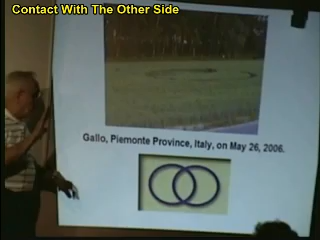 Contact With The Other Side
Gallo, Piemonte Province, Italy, on May 26, 2006.